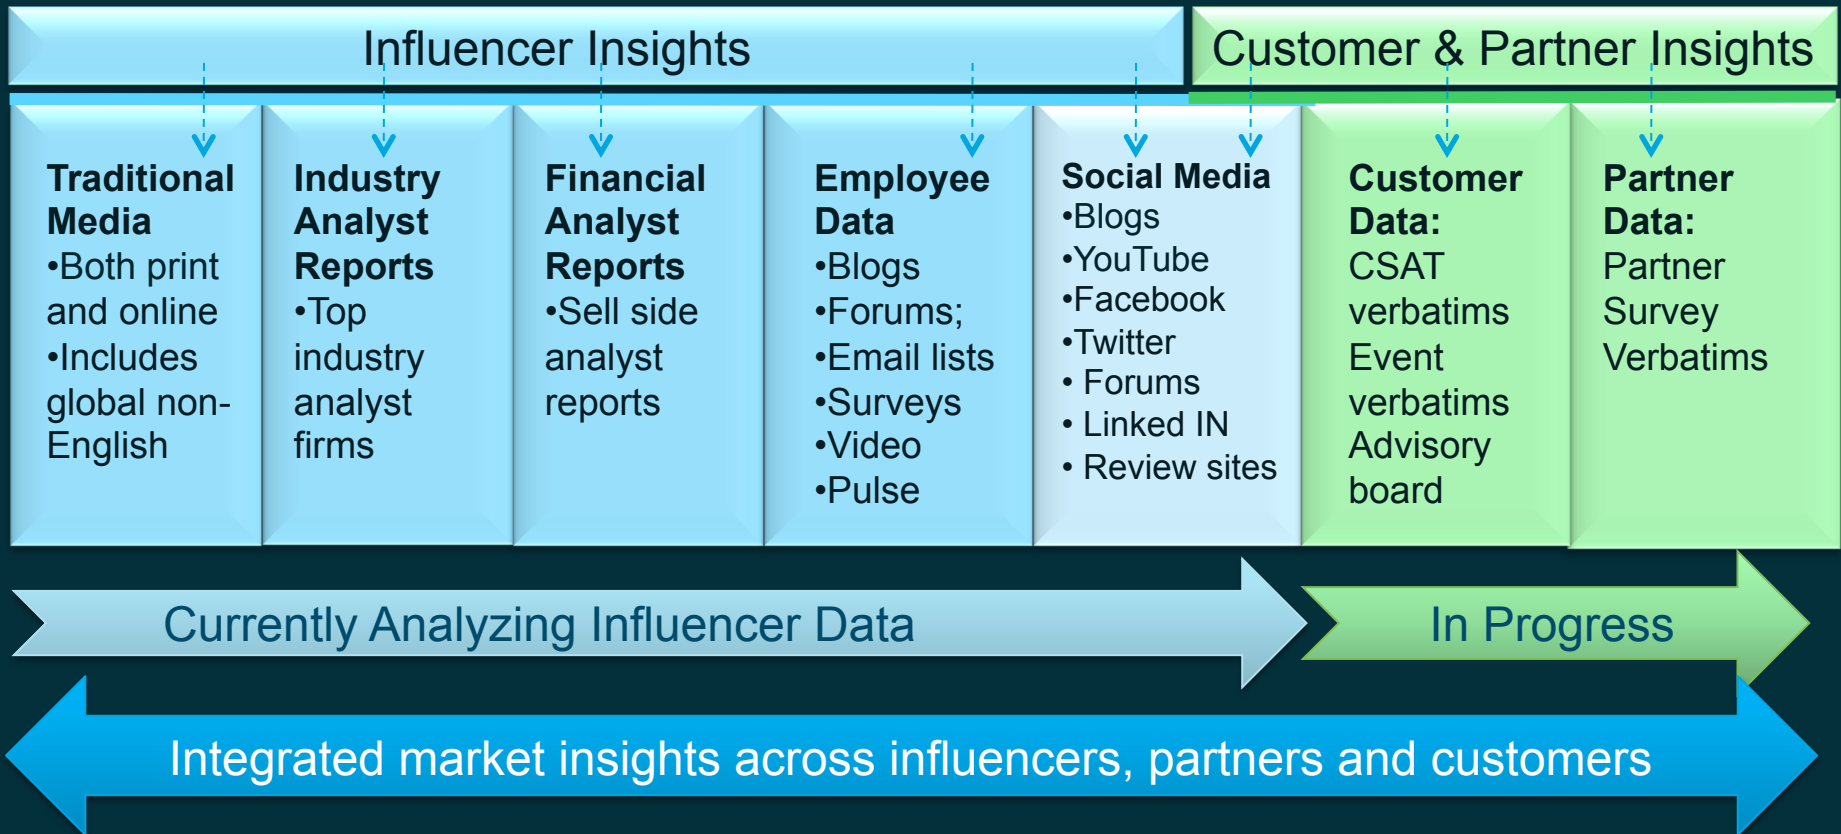 Influencer Insights
Customer & Partner Insights
Traditional
Media
•Both print
and online
•Includes
global non-
English
Industry
Analyst
Reports
•Top
industry
analyst
firms
Financial
Analyst
Reports
•Sell side
analyst
reports
Employee
Data
•Blogs
•Forums;
•Email lists
•Surveys
•Video
•Pulse
Social Media
•Blogs
•YouTube
•Facebook
•Twitter
• Forums
• Linked IN
• Review sites
Customer
Data:
CSAT
verbatims
Event
verbatims
Advisory
board
Partner
Data:
Partner
Survey
Verbatims
Currently Analyzing Influencer Data
In Progress
Integrated market insights across influencers, partners and customers